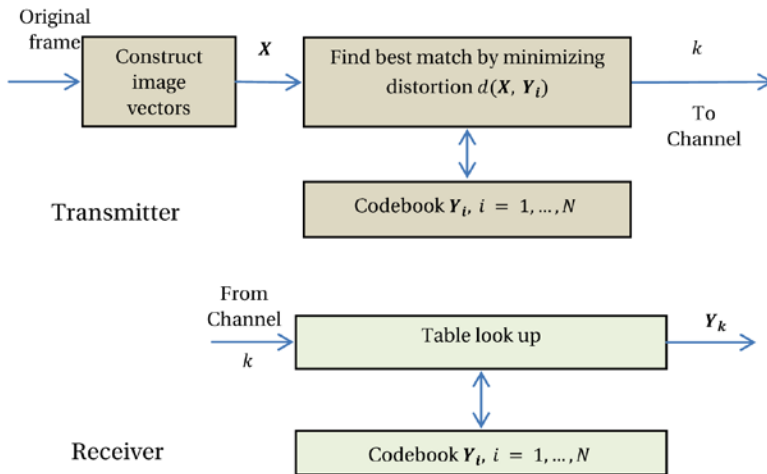 Original
frame
Construct
image
vectors
X
Find best match by minimizing
distortion d(X, Y_i)
k
To
Channel
Codebook Y_i, i = 1, ..., N
Transmitter
From
Channel
k
Table look up
Y_k
Codebook Y_i, i = 1, ..., N
Receiver